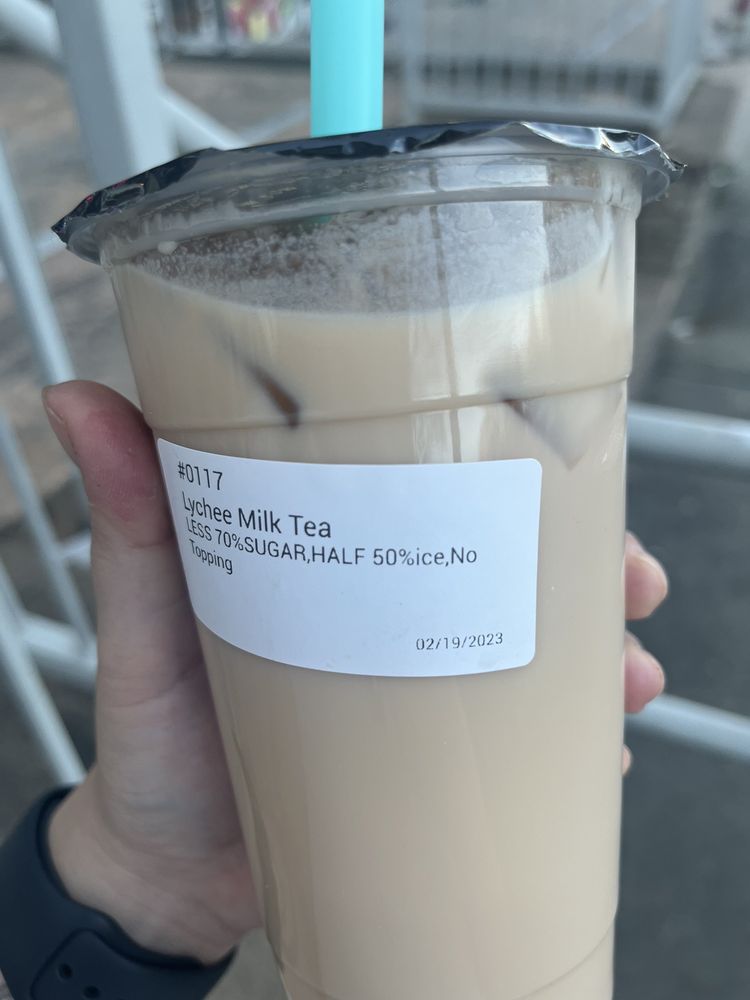 #0117
Lychee Milk Tea
LESS 70%SUGAR,HALF 50%ice,No
Topping
02/19/2023